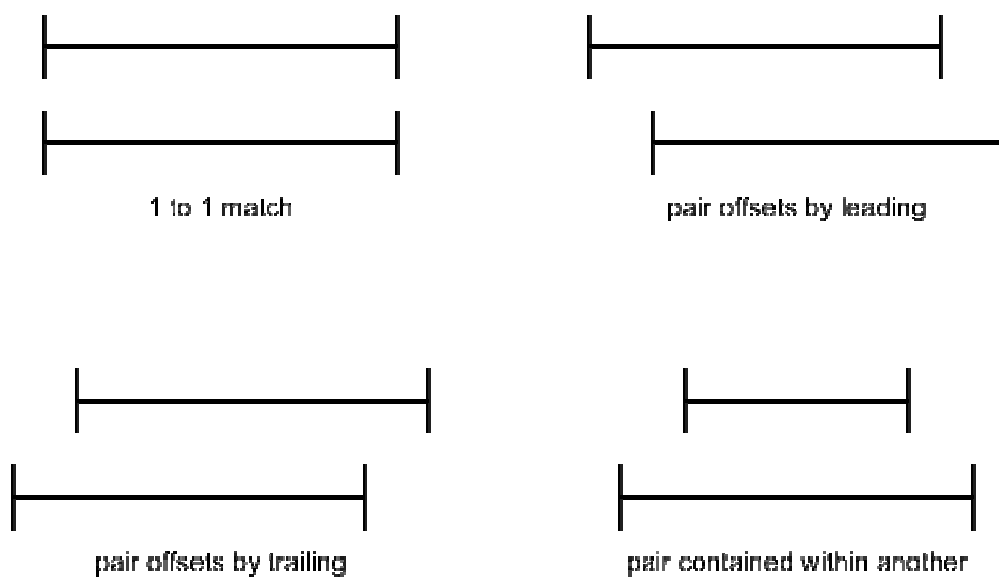 1 to 1 match
pair offsets by leading
pair offsets by trailing
pair contained within another